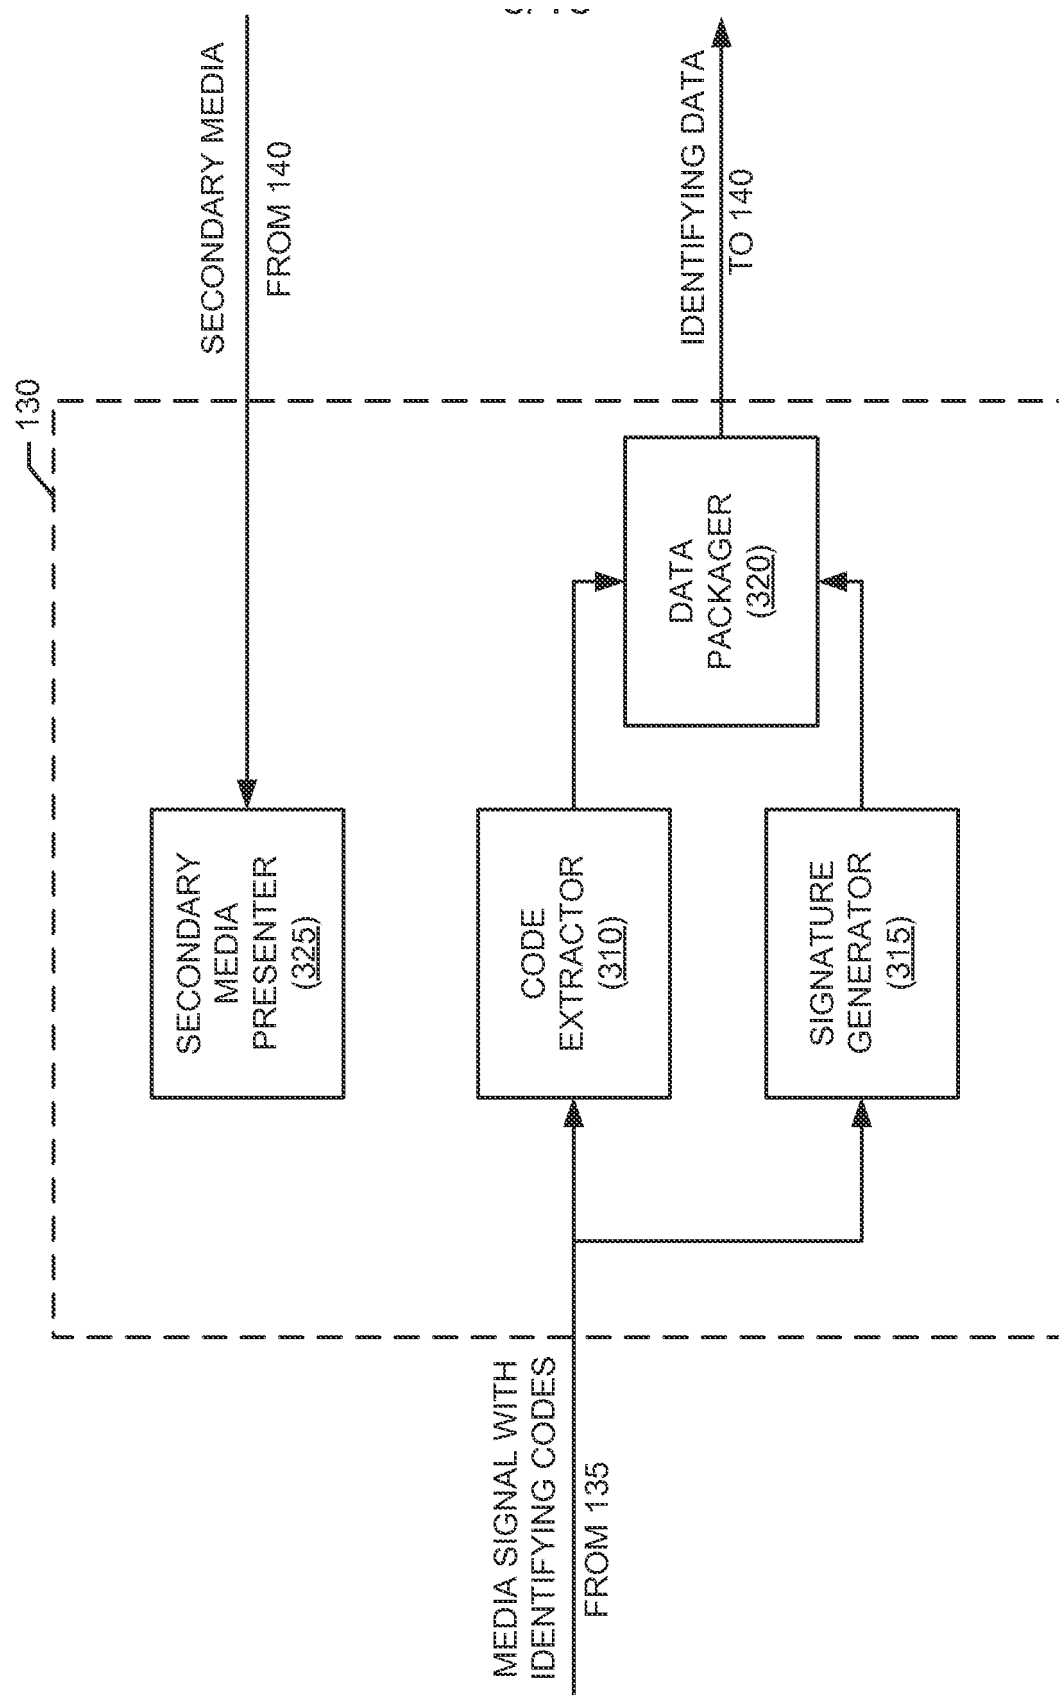 130
SECONDARY MEDIA
FROM 140
SECONDARY
MEDIA
PRESENTER
(325)
MEDIA SIGNAL WITH
IDENTIFYING CODES
FROM 135
CODE
EXTRACTOR
(310)
DATA
PACKAGER
(320)
IDENTIFYING DATA
TO 140
SIGNATURE
GENERATOR
(315)